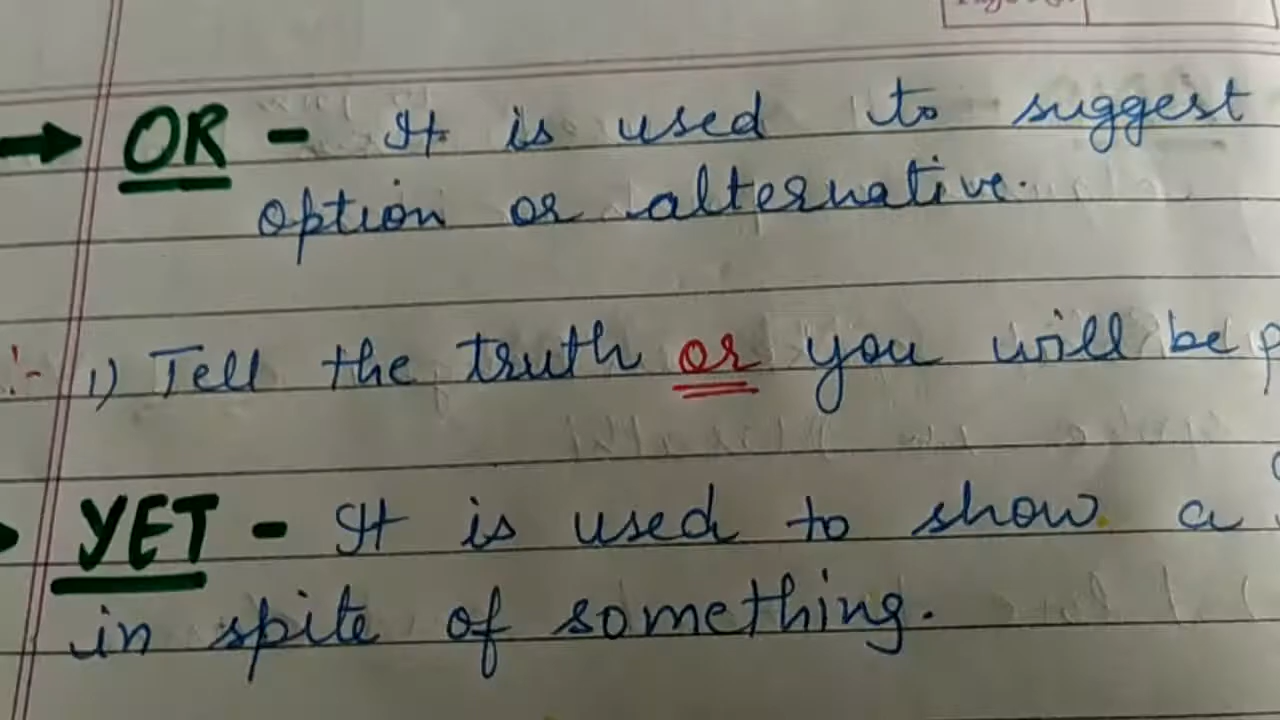 → OR - It is used to suggest
option or alternative.
:- 1) Tell the truth or you will be
YET - It is used to show a
in spite of something.